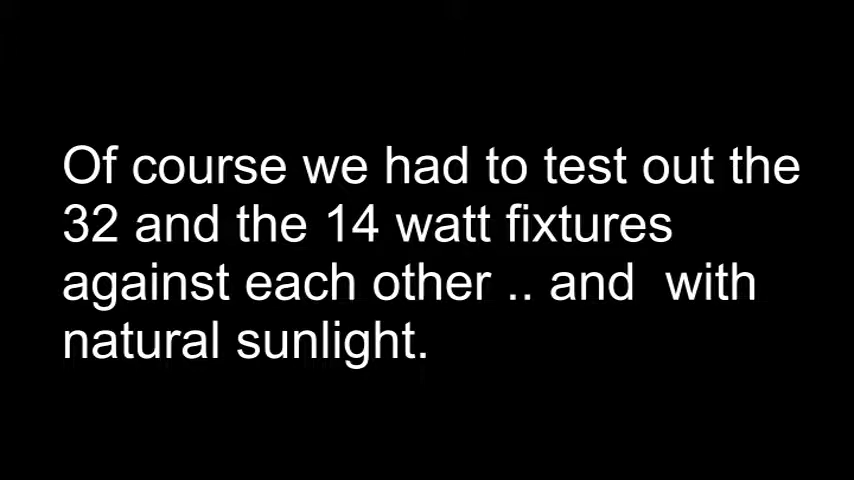 Of course we had to test out the
32 and the 14 watt fixtures
against each other .. and  with
natural sunlight.